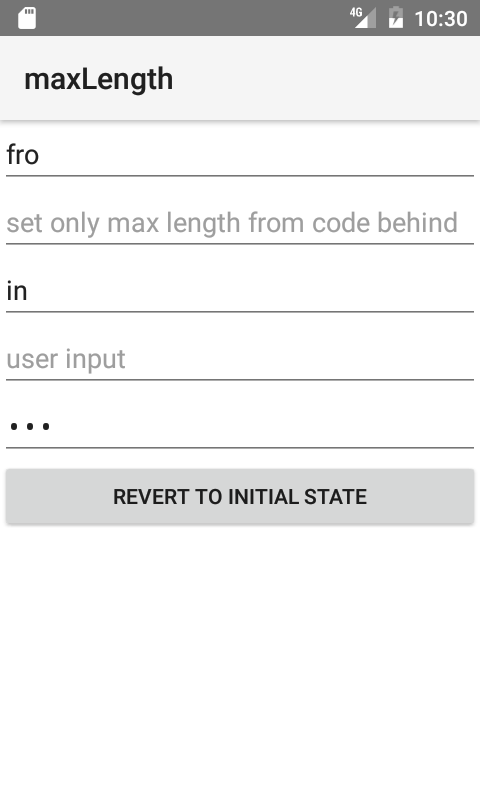 4G 10:30
maxLength
fro
set only max length from code behind
in
user input
•••
REVERT TO INITIAL STATE